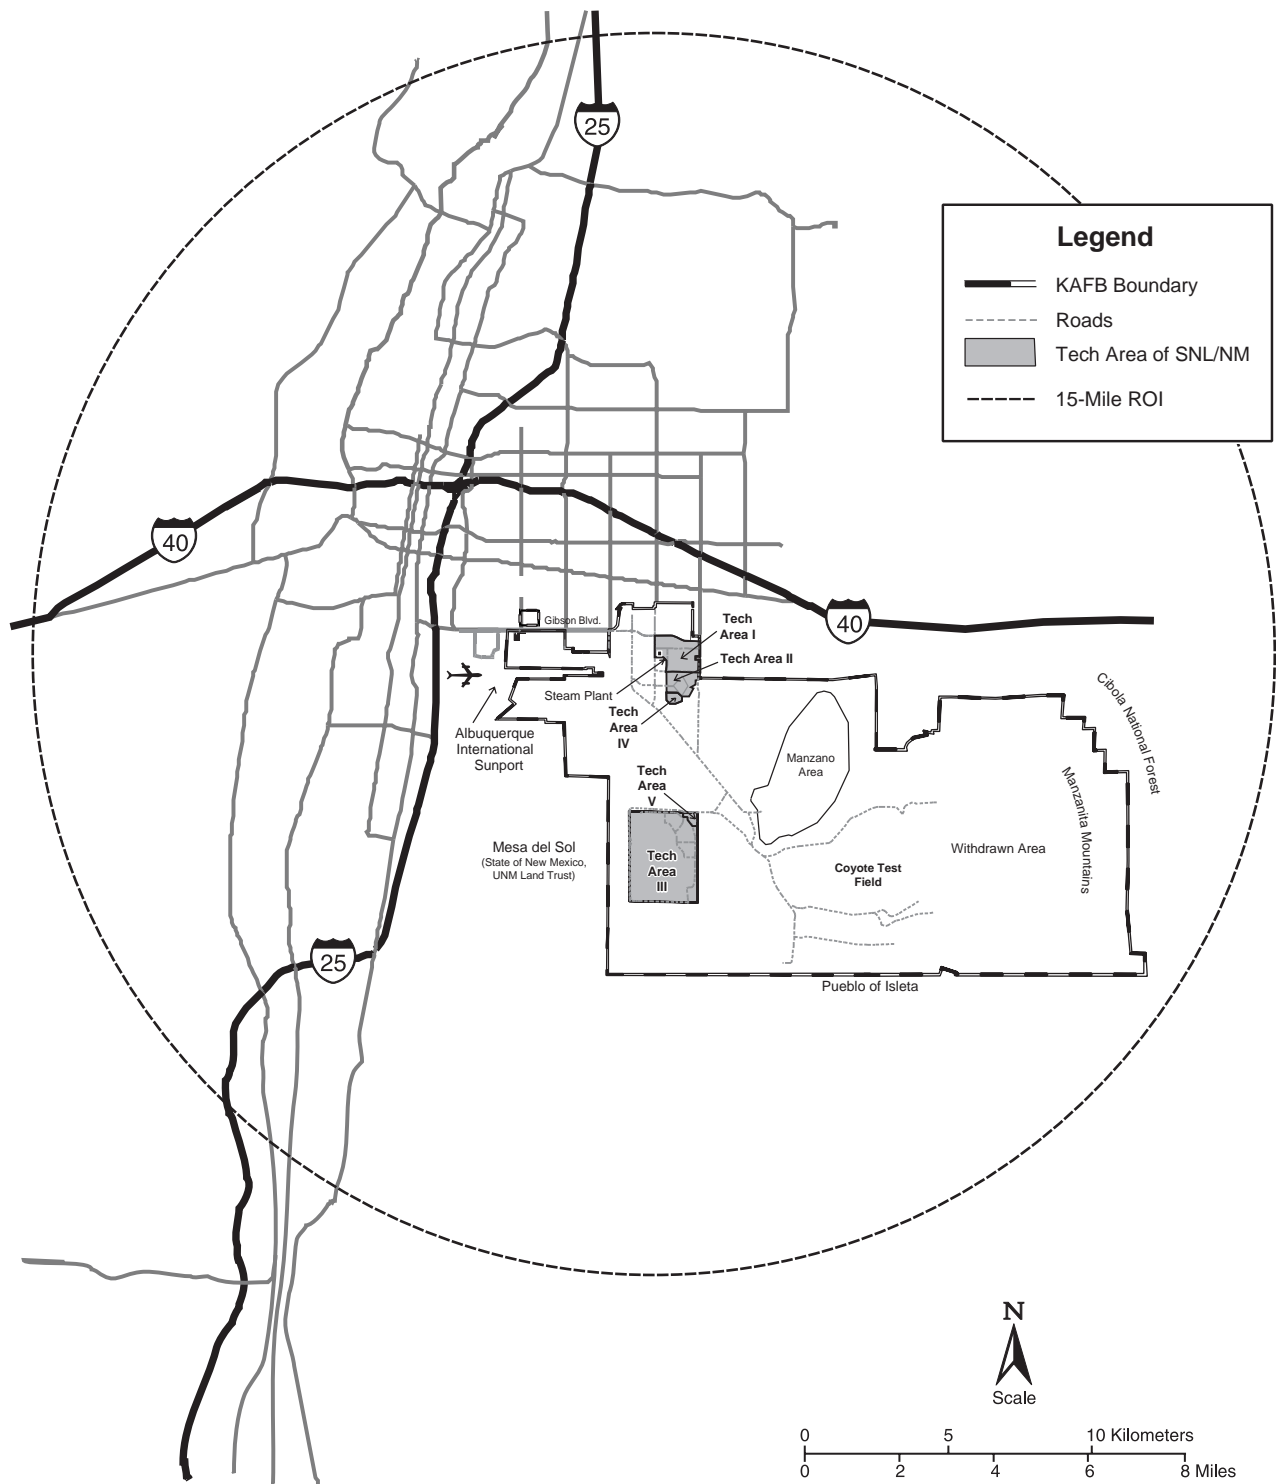 25
Legend
KAFB Boundary
Roads
Tech Area of SNL/NM
15-Mile ROI
40
40
Gibson Blvd.
Tech
Area I
Tech Area II
Steam Plant
Tech
Area
IV
Albuquerque
International
Sunport
Cibola National Forest
Manzano
Area
Tech
Area
V
Manzanita Mountains
Mesa del Sol
(State of New Mexico,
UNM Land Trust)
Tech
Area
III
Coyote Test
Field
Withdrawn Area
25
Pueblo of Isleta
N
Scale
0 5 10 Kilometers
0 2 4 6 8 Miles